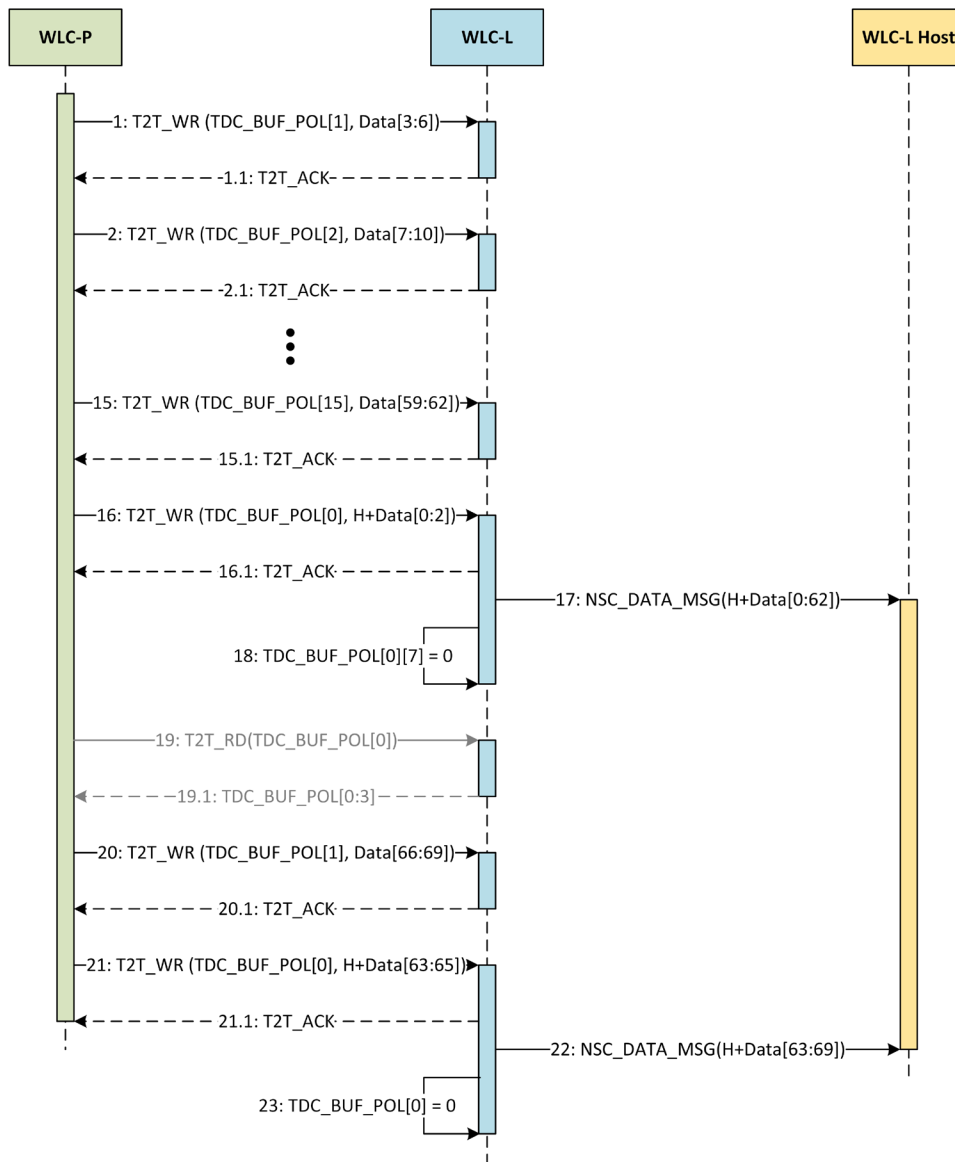 WLC-P
WLC-L
WLC-L Host
1: T2T_WR (TDC_BUF_POL[1], Data[3:6])
1.1: T2T_ACK
2: T2T_WR (TDC_BUF_POL[2], Data[7:10])
2.1: T2T_ACK
15: T2T_WR (TDC_BUF_POL[15], Data[59:62])
15.1: T2T_ACK
16: T2T_WR (TDC_BUF_POL[0], H+Data[0:2])
16.1: T2T_ACK
17: NSC_DATA_MSG(H+Data[0:62])
18: TDC_BUF_POL[0][7] = 0
19: T2T_RD(TDC_BUF_POL[0])
19.1: TDC_BUF_POL[0:3]
20: T2T_WR (TDC_BUF_POL[1], Data[66:69])
20.1: T2T_ACK
21: T2T_WR (TDC_BUF_POL[0], H+Data[63:65])
21.1: T2T_ACK
22: NSC_DATA_MSG(H+Data[63:69])
23: TDC_BUF_POL[0] = 0